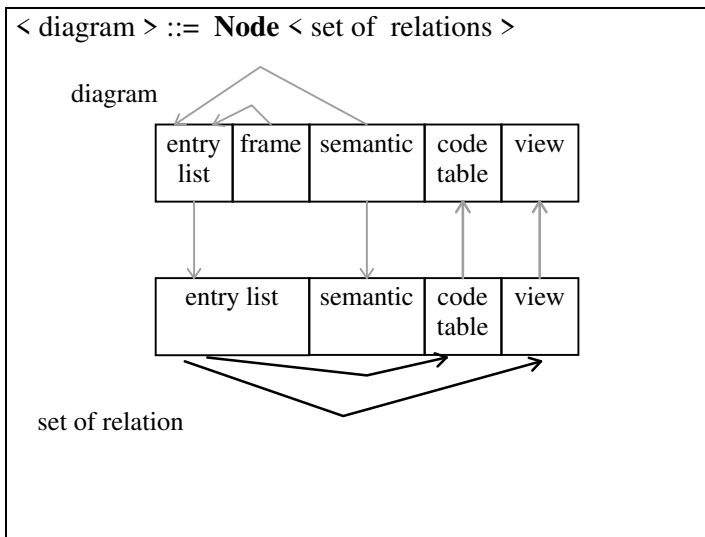 < diagram > ::= Node < set of relations >
diagram
entry list
frame
semantic
code table
view
entry list
semantic
code table
view
set of relation